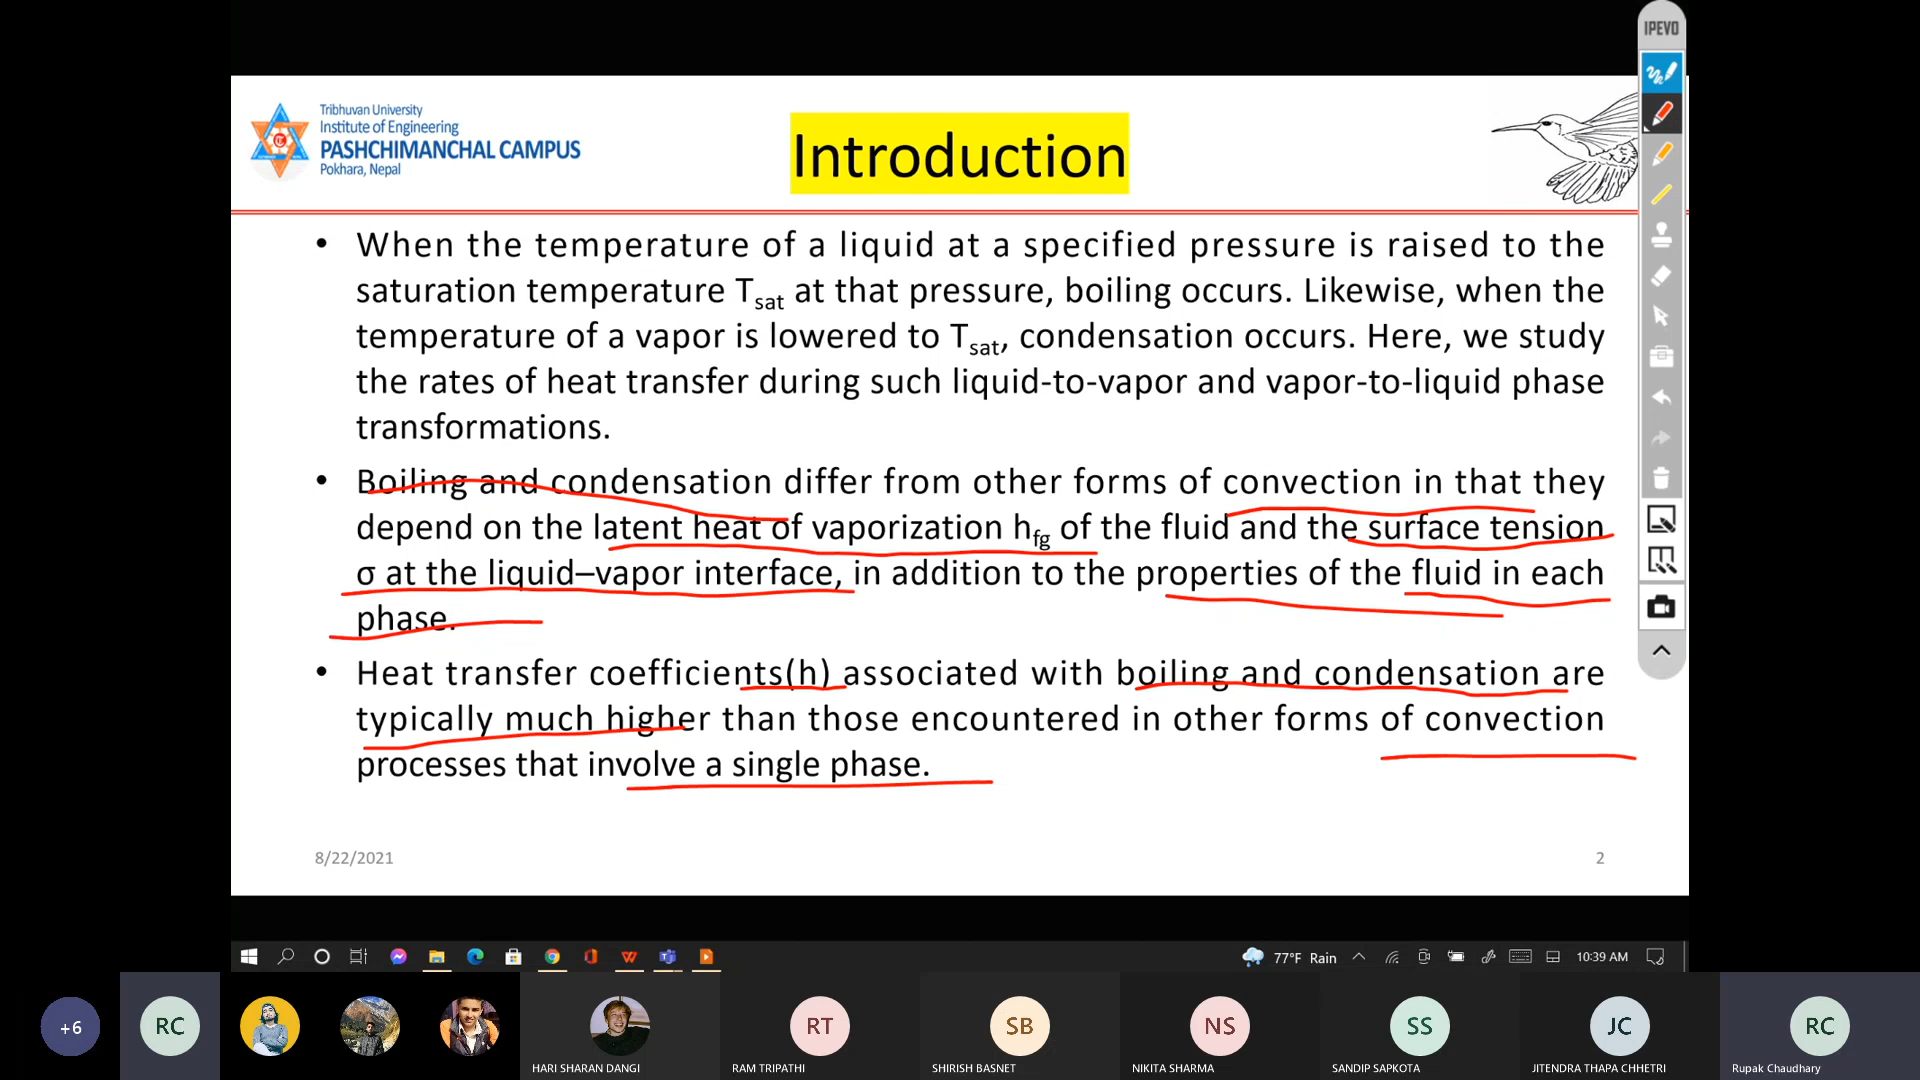 IPEVO
Tribhuvan University
Institute of Engineering
PASHCHIMANCHAL CAMPUS
Pokhara, Nepal
Introduction
• When the temperature of a liquid at a specified pressure is raised to the
saturation temperature Tsat at that pressure, boiling occurs. Likewise, when the
temperature of a vapor is lowered to Tsat, condensation occurs. Here, we study
the rates of heat transfer during such liquid-to-vapor and vapor-to-liquid phase
transformations.
• Boiling and condensation differ from other forms of convection in that they
depend on the latent heat of vaporization hfg of the fluid and the surface tension
σ at the liquid–vapor interface, in addition to the properties of the fluid in each
phase.
• Heat transfer coefficients(h) associated with boiling and condensation are
typically much higher than those encountered in other forms of convection
processes that involve a single phase.
8/22/2021
2
77°F Rain
10:39 AM
+6
RC
RT
SB
NS
SS
JC
RC
HARI SHARAN DANGI
RAM TRIPATHI
SHIRISH BASNET
NIKITA SHARMA
SANDIP SAPKOTA
JITENDRA THAPA CHHETRI
Rupak Chaudhary